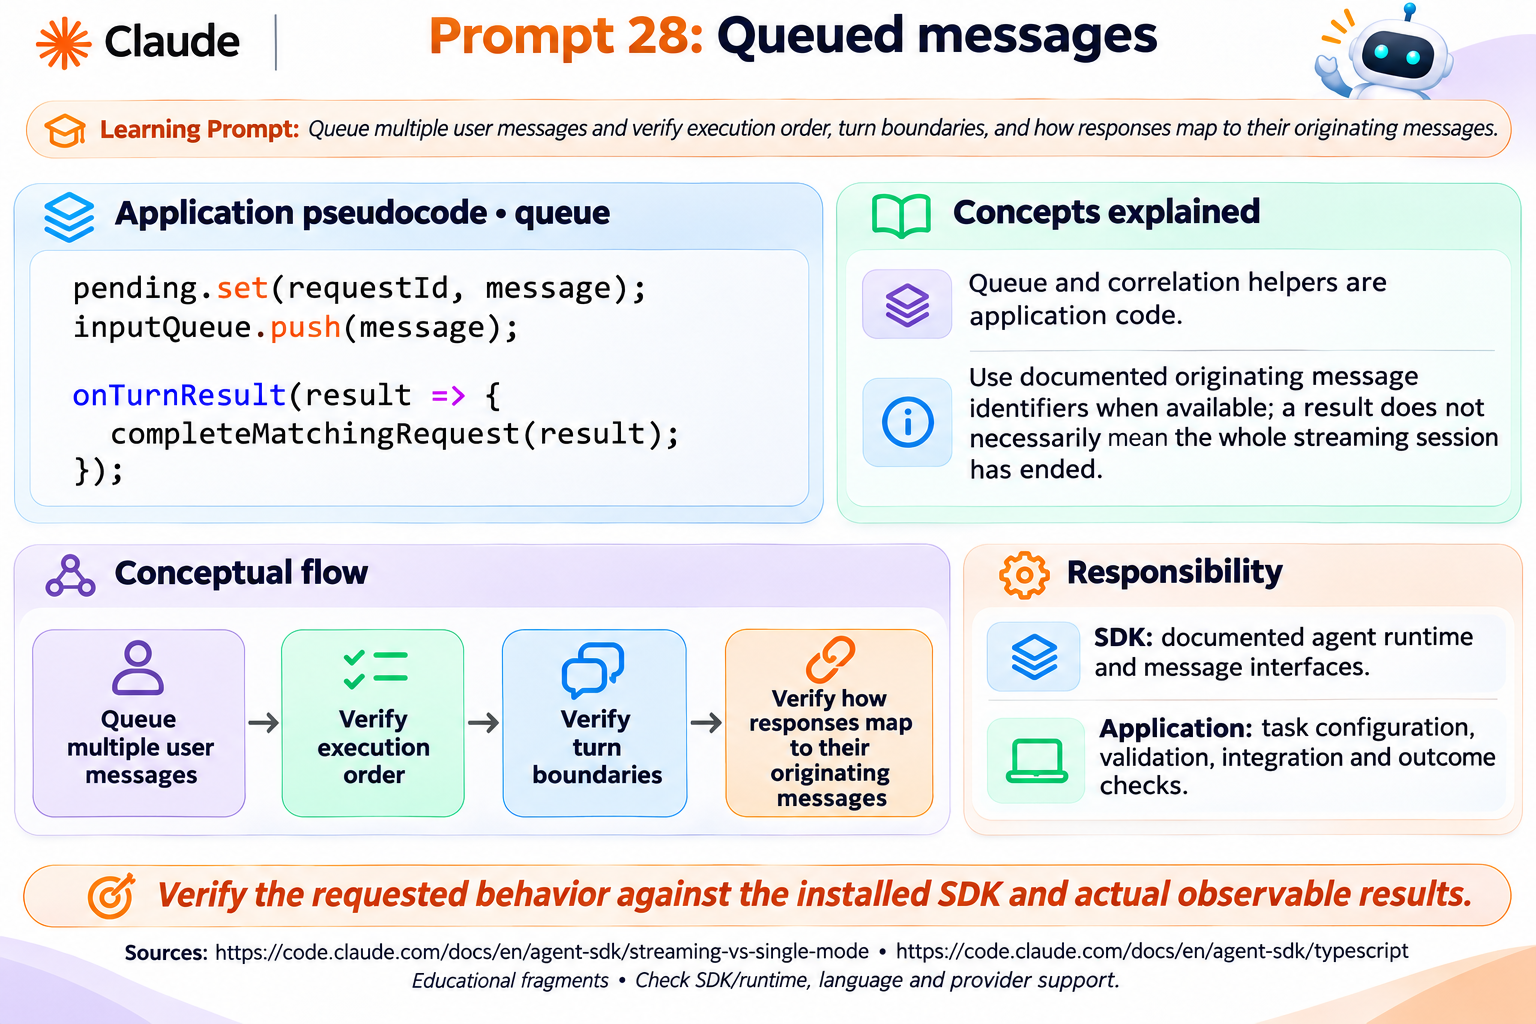 Claude
Prompt 28: Queued messages
Learning Prompt: Queue multiple user messages and verify execution order, turn boundaries, and how responses map to their originating messages.
Application pseudocode • queue
pending.set(requestId, message);
inputQueue.push(message);
onTurnResult(result => {
  completeMatchingRequest(result);
});
Concepts explained
Queue and correlation helpers are
application code.
Use documented originating message
identifiers when available; a result does not
necessarily mean the whole streaming session
has ended.
Conceptual flow
Queue
multiple user
messages
Verify
execution
order
Verify
turn
boundaries
Verify how
responses map
to their
originating
messages
Responsibility
SDK: documented agent runtime
and message interfaces.
Application: task configuration,
validation, integration and outcome
checks.
Verify the requested behavior against the installed SDK and actual observable results.
Sources: https://code.claude.com/docs/en/agent-sdk/streaming-vs-single-mode • https://code.claude.com/docs/en/agent-sdk/typescript
Educational fragments • Check SDK/runtime, language and provider support.